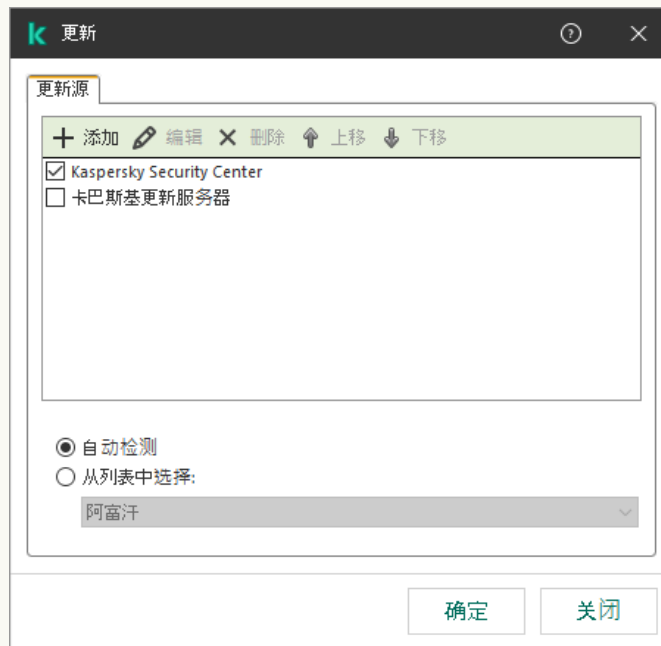 更新
更新源
添加 编辑 删除 上移 下移
Kaspersky Security Center
卡巴斯基更新服务器
自动检测
从列表中选择:
阿富汗
确定 关闭